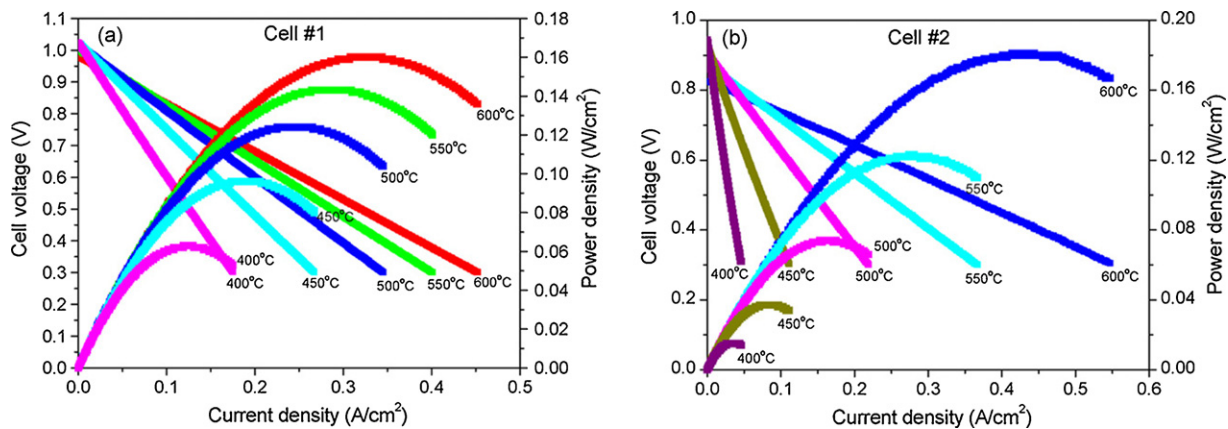 (a)
Cell #1
1.1
1.0
0.9
0.8
0.7
0.6
0.5
0.4
0.3
0.2
0.1
0.0
Cell voltage (V)
0.18
0.16
0.14
0.12
0.10
0.08
0.06
0.04
0.02
0.00
Power density (W/cm²)
600°C
550°C
500°C
450°C
400°C
400°C
450°C
500°C
550°C
600°C
0.0
0.1
0.2
0.3
0.4
0.5
Current density (A/cm²)
(b)
Cell #2
1.0
0.8
0.6
0.4
0.2
0.0
Cell voltage (V)
0.20
0.16
0.12
0.08
0.04
0.00
Power density (W/cm²)
600°C
550°C
500°C
400°C
450°C
500°C
550°C
600°C
450°C
400°C
0.0
0.1
0.2
0.3
0.4
0.5
0.6
Current density (A/cm²)